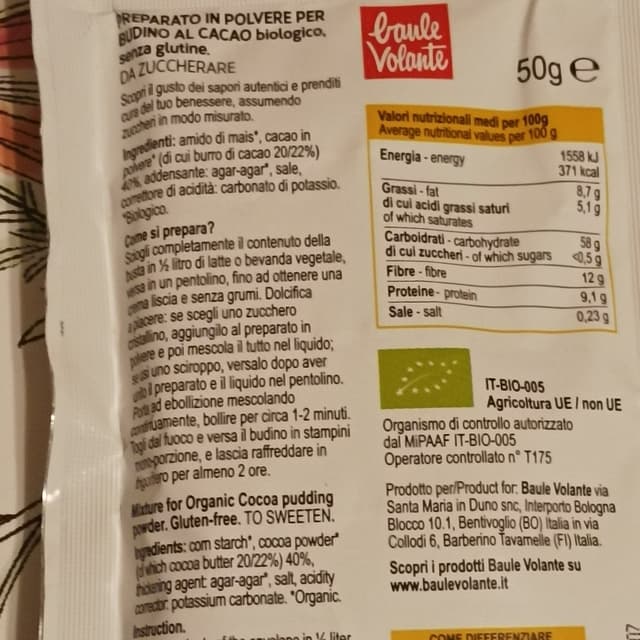 PREPARATO IN POLVERE PER
BUDINO AL CACAO biologico,
senza glutine.
DA ZUCCHERARE
Scopri il gusto dei sapori autentici e prenditi
cura del tuo benessere, assumendo
zuccheri in modo misurato.
Ingredienti: amido di mais*, cacao in
polvere* (di cui burro di cacao 20/22%)
40%, addensante: agar-agar*, sale,
correttore di acidità: carbonato di potassio.
*Biologico.
Come si prepara?
Sciogli completamente il contenuto della
busta in ½ litro di latte o bevanda vegetale,
versa in un pentolino, fino ad ottenere una
crema liscia e senza grumi. Dolcifica
a piacere: se scegli uno zucchero
cristallino, aggiungilo al preparato in
polvere e poi mescola il tutto nel liquido;
se usi uno sciroppo, versalo dopo aver
unito il preparato e il liquido nel pentolino.
Porta ad ebollizione mescolando
continuamente, bollire per circa 1-2 minuti.
Togli dal fuoco e versa il budino in stampini
mono-porzione, e lascia raffreddare in
frigorifero per almeno 2 ore.
Mixture for Organic Cocoa pudding
powder. Gluten-free. TO SWEETEN.
Ingredients: corn starch*, cocoa powder*
(of which cocoa butter 20/22%) 40%,
thickening agent: agar-agar*, salt, acidity
corrector: potassium carbonate. *Organic.
Instruction.
of the envelope in ½ liter
baule
Volante
50g e
Valori nutrizionali medi per 100g
Average nutritional values per 100 g
Energia - energy 1558 kJ
371 kcal
Grassi - fat 8,7 g
di cui acidi grassi saturi 5,1 g
of which saturates
Carboidrati - carbohydrate 58 g
di cui zuccheri - of which sugars <0,5 g
Fibre - fibre 12 g
Proteine - protein 9,1 g
Sale - salt 0,23 g
IT-BIO-005
Agricoltura UE / non UE
Organismo di controllo autorizzato
dal MiPAAF IT-BIO-005
Operatore controllato n° T175
Prodotto per/Product for: Baule Volante via
Santa Maria in Duno snc, Interporto Bologna
Blocco 10.1, Bentivoglio (BO) Italia in via
Collodi 6, Barberino Tavarnelle (FI) Italia.
Scopri i prodotti Baule Volante su
www.baulevolante.it
COME DIFFERENZIARE